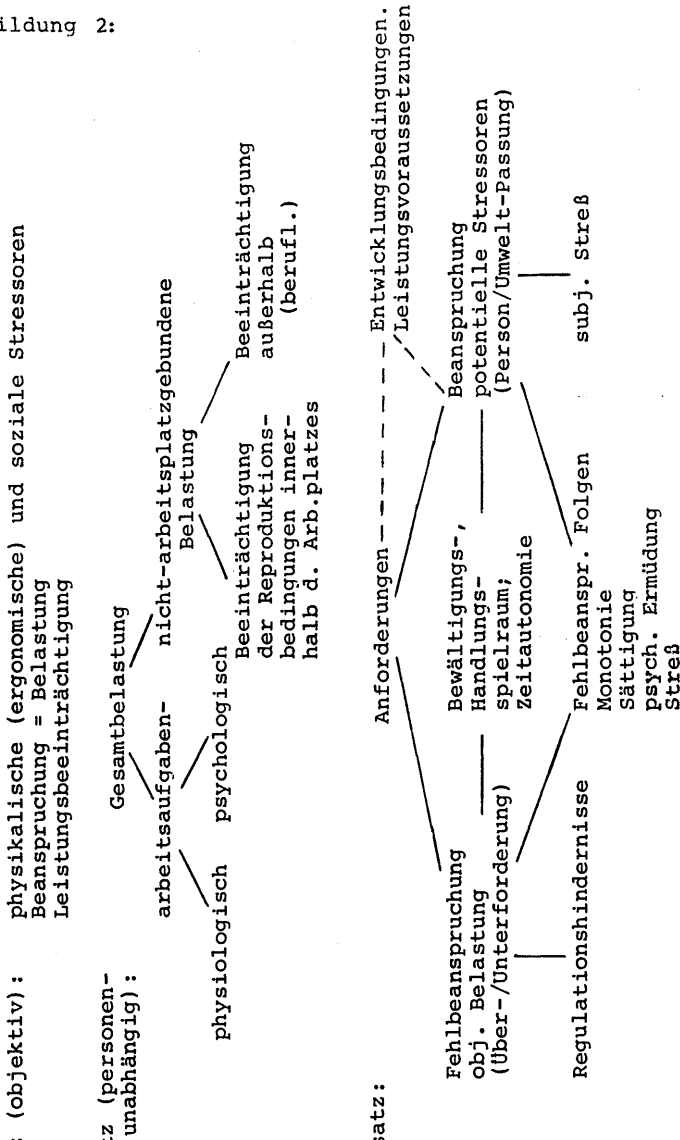 ildung 2:
(objektiv): physikalische (ergonomische) und soziale Stressoren
Beanspruchung = Belastung
Leistungsbeeinträchtigung
tz (personen-
unabhängig):
Gesamtbelastung
arbeitsaufgaben-
nicht-arbeitsplatzgebundene
Belastung
physiologisch
psychologisch
Beeinträchtigung
der Reproduktions-
bedingungen inner-
halb d. Arb.platzes
Beeinträchtigung
außerhalb
(berufl.)
satz:
Anforderungen
Entwicklungsbedingungen.
Leistungsvoraussetzungen
Fehlbeanspruchung
obj. Belastung
(Über-/Unterforderung)
Bewältigungs-,
Handlungs-
spielraum;
Zeitautonomie
Beanspruchung
potentielle Stressoren
(Person/Umwelt-Passung)
Regulationshindernisse
Fehlbeanspr. Folgen
Monotonie
Sättigung
psych. Ermüdung
Streß
subj. Streß